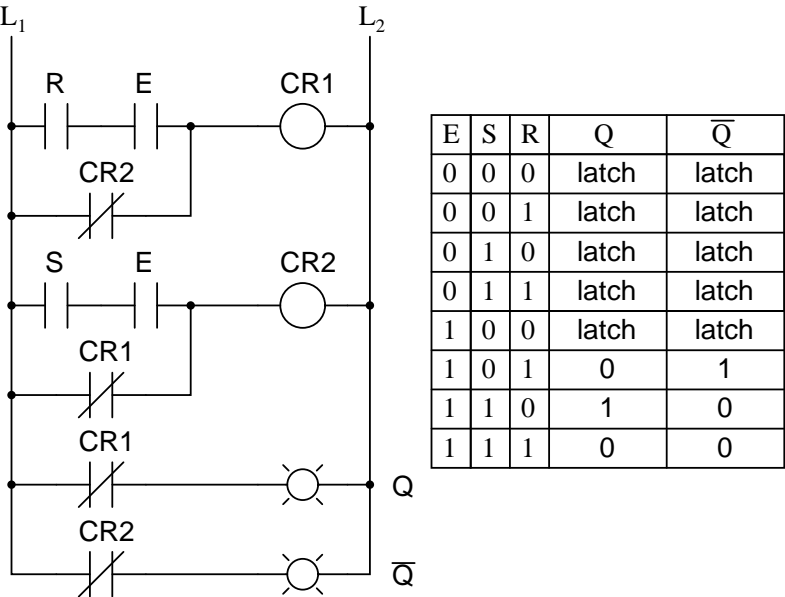 L₁ L₂
R E CR1
CR2
S E CR2
CR1
CR1
Q
CR2
Q̅
E S R Q Q̅
0 0 0 latch latch
0 0 1 latch latch
0 1 0 latch latch
0 1 1 latch latch
1 0 0 latch latch
1 0 1 0 1
1 1 0 1 0
1 1 1 0 0